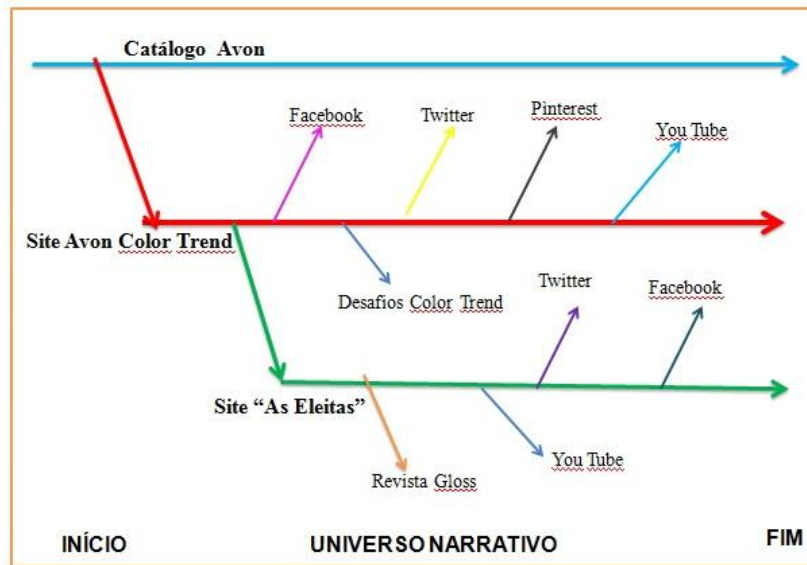 Catálogo Avon
Facebook
Twitter
Pinterest
You Tube
Site Avon Color Trend
Desafios Color Trend
Twitter
Facebook
Site “As Eleitas”
Revista Gloss
You Tube
INÍCIO
UNIVERSO NARRATIVO
FIM